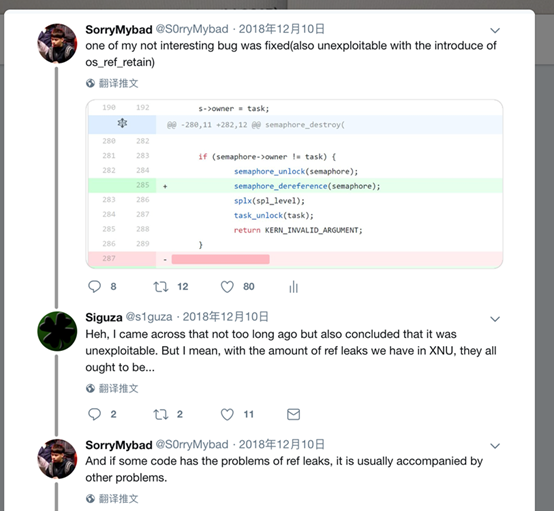 SorryMybad @S0rryMybad · 2018年12月10日
one of my not interesting bug was fixed(also unexploitable with the introduce of
os_ref_retain)
翻译推文
190 192 s->owner = task;
@@ -280,11 +282,12 @@ semaphore_destroy(
280 282
281 283 if (semaphore->owner != task) {
282 284 semaphore_unlock(semaphore);
285 + semaphore_dereference(semaphore);
283 286 splx(spl_level);
284 287 task_unlock(task);
285 288 return KERN_INVALID_ARGUMENT;
286 289 }
287 -
8 12 80
Siguza @s1guza · 2018年12月10日
Heh, I came across that not too long ago but also concluded that it was
unexploitable. But I mean, with the amount of ref leaks we have in XNU, they all
ought to be...
翻译推文
2 2 11
SorryMybad @S0rryMybad · 2018年12月10日
And if some code has the problems of ref leaks, it is usually accompanied by
other problems.
翻译推文